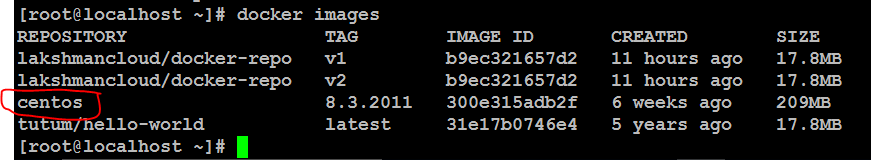 [root@localhost ~]# docker images
REPOSITORY TAG IMAGE ID CREATED SIZE
lakshmancloud/docker-repo v1 b9ec321657d2 11 hours ago 17.8MB
lakshmancloud/docker-repo v2 b9ec321657d2 11 hours ago 17.8MB
centos 8.3.2011 300e315adb2f 6 weeks ago 209MB
tutum/hello-world latest 31e17b0746e4 5 years ago 17.8MB
[root@localhost ~]#